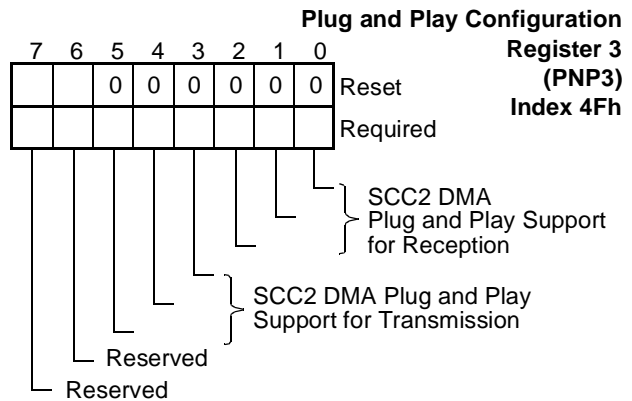 Plug and Play Configuration
Register 3
(PNP3)
Index 4Fh
7 6 5 4 3 2 1 0
0 0 0 0 0 0 Reset
Required
SCC2 DMA
Plug and Play Support
for Reception
SCC2 DMA Plug and Play
Support for Transmission
Reserved
Reserved